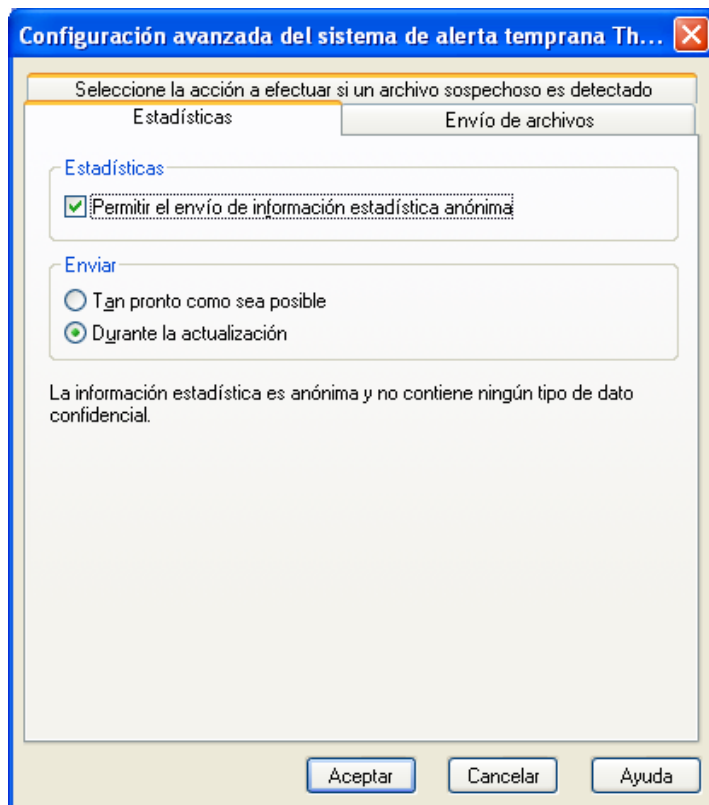 Configuración avanzada del sistema de alerta temprana Th...
Seleccione la acción a efectuar si un archivo sospechoso es detectado
Estadísticas
Envío de archivos
Estadísticas
Permitir el envío de información estadística anónima
Enviar
Tan pronto como sea posible
Durante la actualización
La información estadística es anónima y no contiene ningún tipo de dato
confidencial.
Aceptar
Cancelar
Ayuda